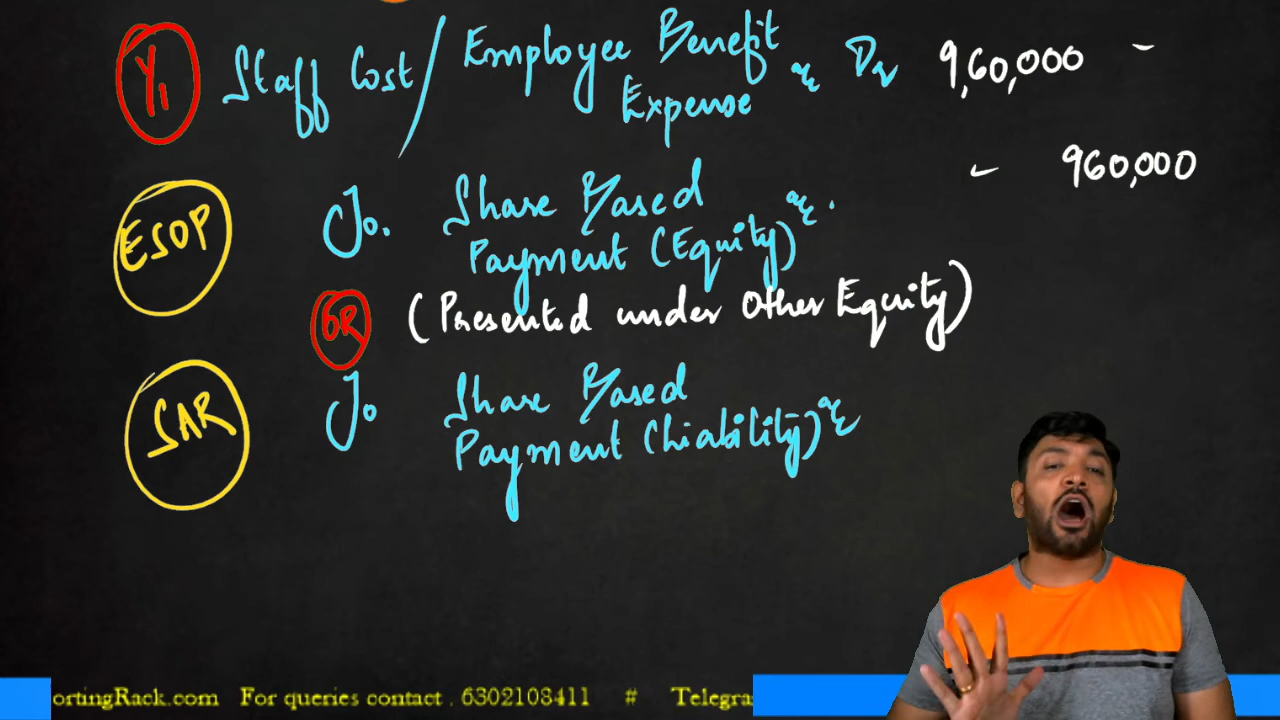 Y1 Staff Cost / Employee Benefit Expense a/c Dr 9,60,000 -
ESOP To. Share Based Payment (Equity) a/c. - 960,000
OR (Presented under Other Equity)
SAR To Share Based Payment (Liability) a/c
ortingRack.com For queries contact . 6302108411 # Telegra